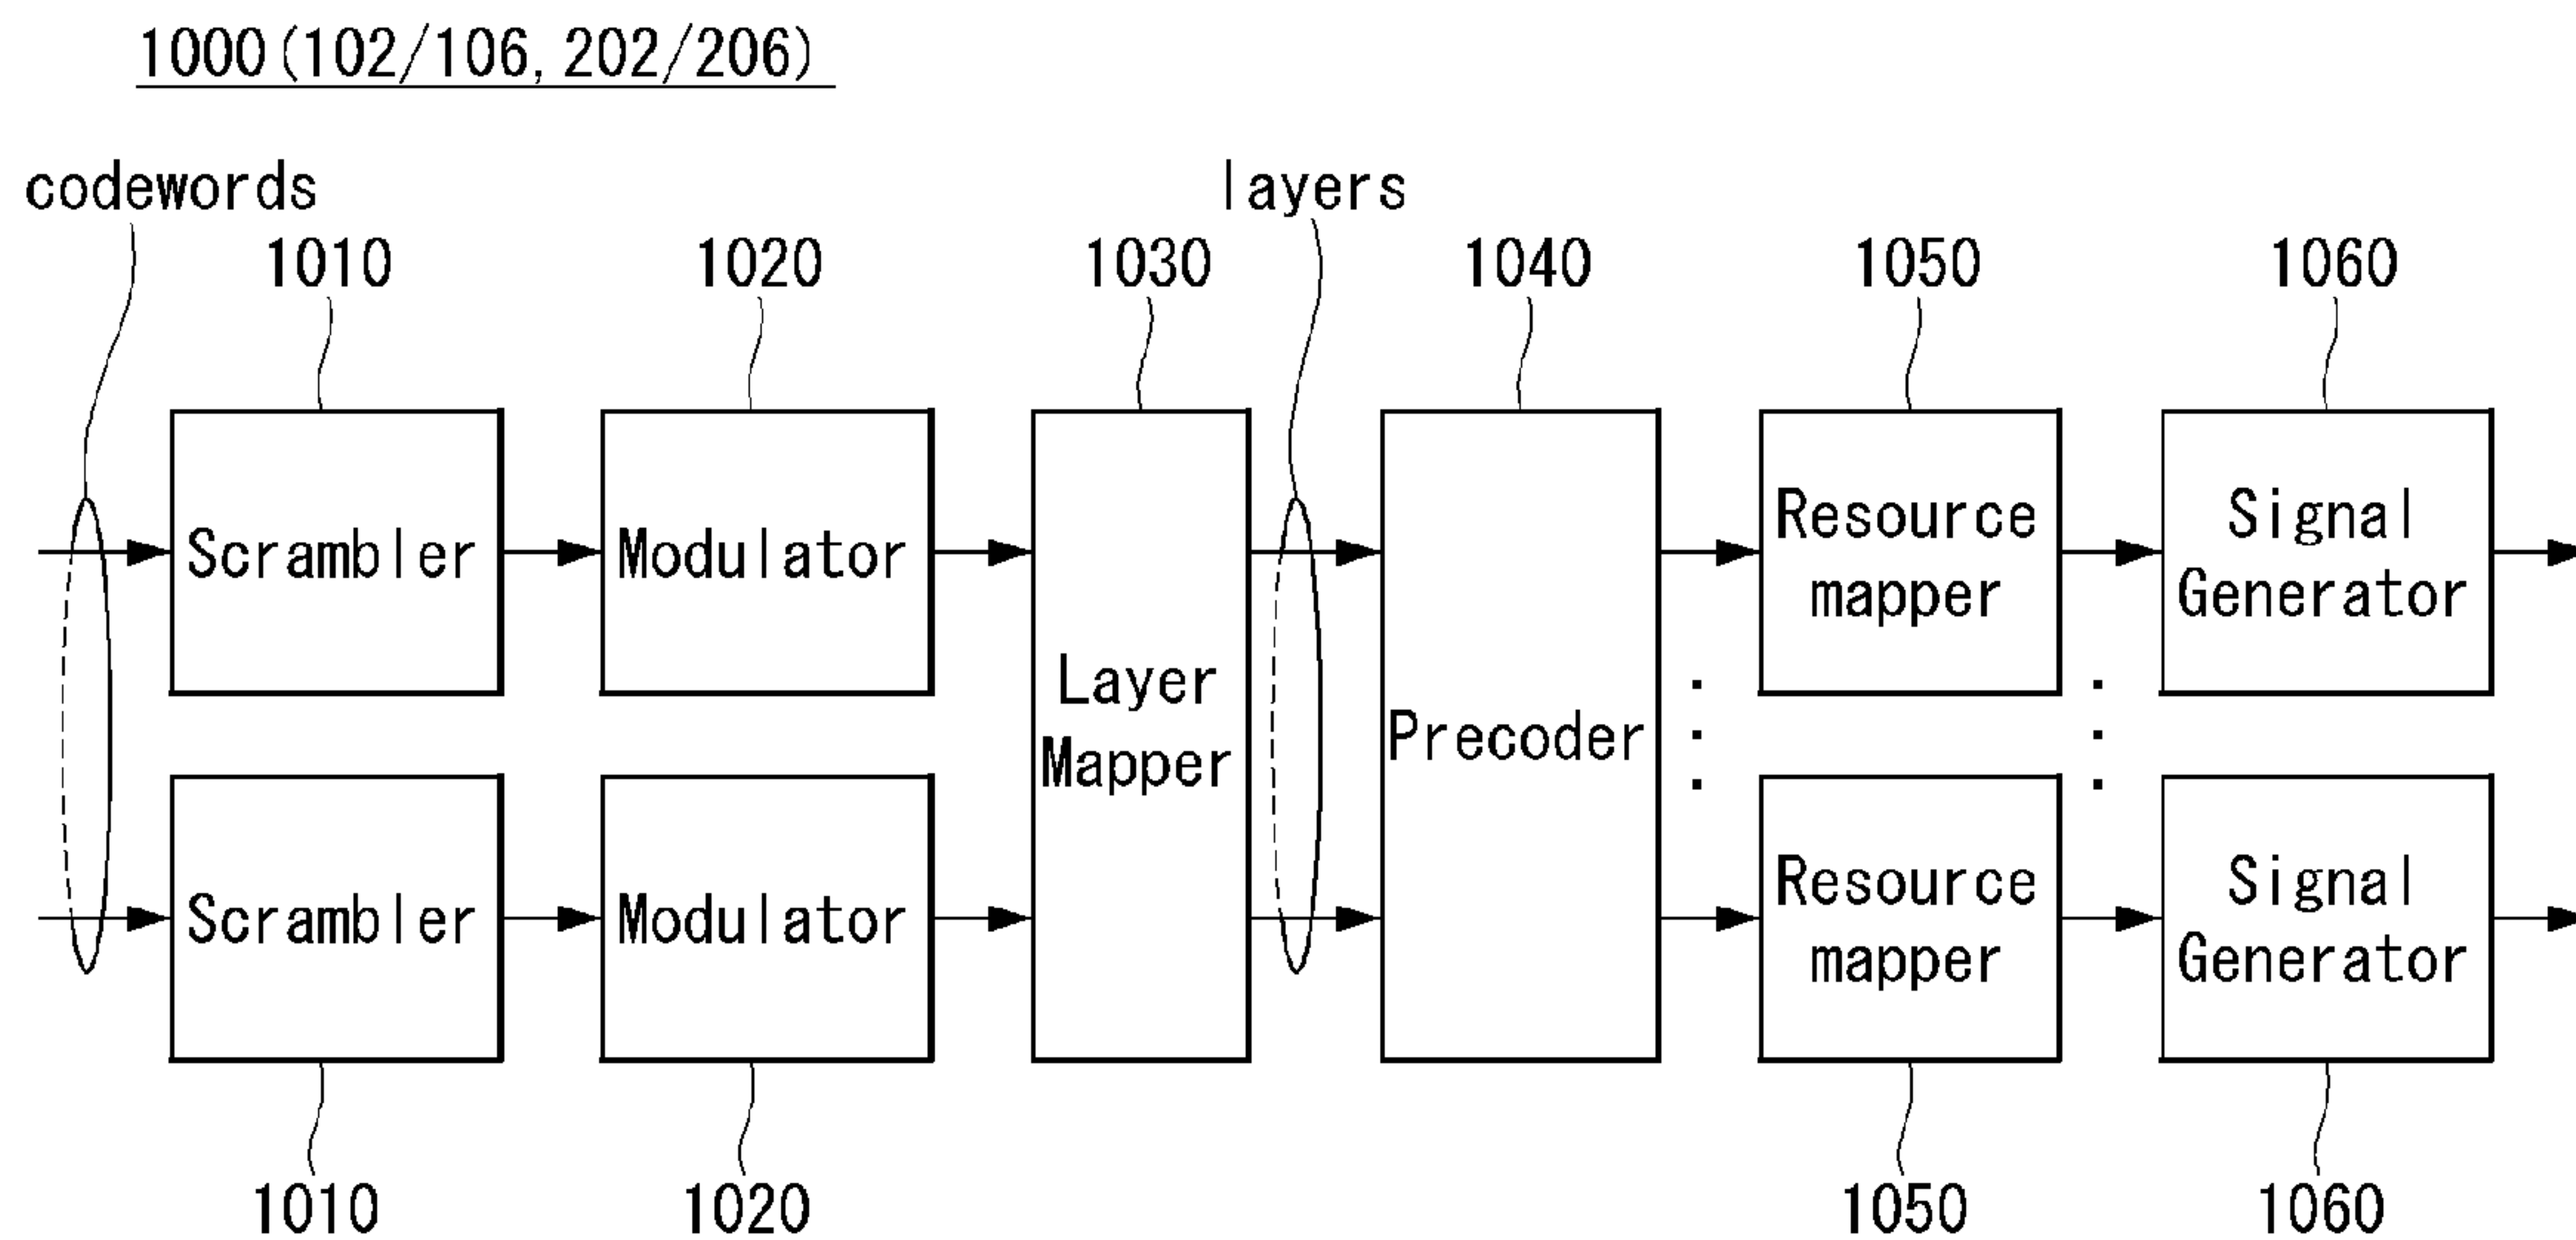 1000(102/106, 202/206)
codewords
layers
1010
1020
1030
1040
1050
1060
Scrambler
Modulator
Layer
Mapper
Precoder
Resource
mapper
Signal
Generator
Scrambler
Modulator
Resource
mapper
Signal
Generator
1010
1020
1050
1060